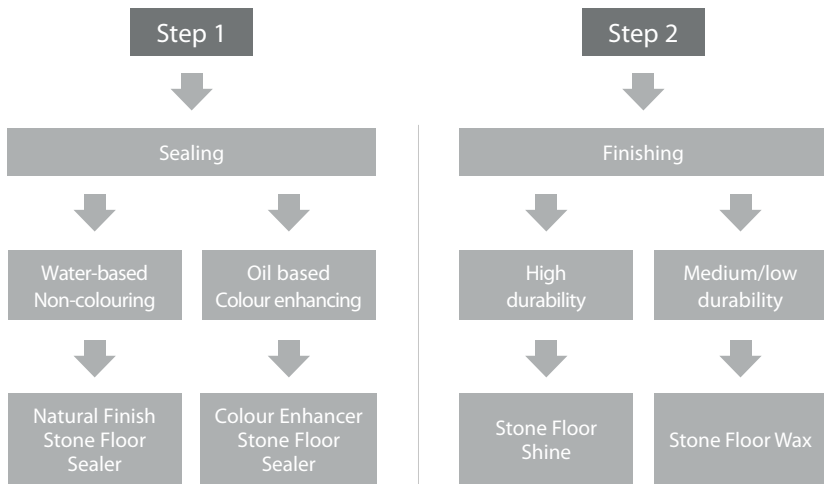 Step 1
Sealing
Water-based
Non-colouring
Oil based
Colour enhancing
Natural Finish
Stone Floor
Sealer
Colour Enhancer
Stone Floor
Sealer
Step 2
Finishing
High
durability
Medium/low
durability
Stone Floor
Shine
Stone Floor Wax